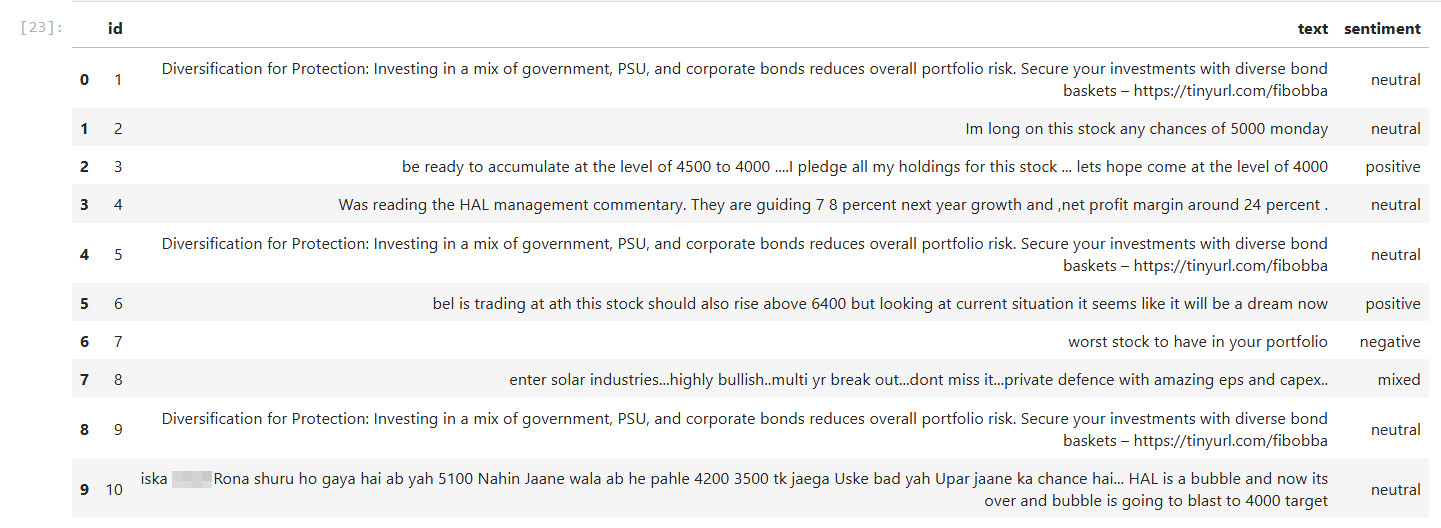 [23]:
id text sentiment
0 1 Diversification for Protection: Investing in a mix of government, PSU, and corporate bonds reduces overall portfolio risk. Secure your investments with diverse bond
baskets – https://tinyurl.com/fibobba neutral
1 2 Im long on this stock any chances of 5000 monday neutral
2 3 be ready to accumulate at the level of 4500 to 4000 ....I pledge all my holdings for this stock ... lets hope come at the level of 4000 positive
3 4 Was reading the HAL management commentary. They are guiding 7 8 percent next year growth and ,net profit margin around 24 percent . neutral
4 5 Diversification for Protection: Investing in a mix of government, PSU, and corporate bonds reduces overall portfolio risk. Secure your investments with diverse bond
baskets – https://tinyurl.com/fibobba neutral
5 6 bel is trading at ath this stock should also rise above 6400 but looking at current situation it seems like it will be a dream now positive
6 7 worst stock to have in your portfolio negative
7 8 enter solar industries...highly bullish..multi yr break out...dont miss it...private defence with amazing eps and capex.. mixed
8 9 Diversification for Protection: Investing in a mix of government, PSU, and corporate bonds reduces overall portfolio risk. Secure your investments with diverse bond
baskets – https://tinyurl.com/fibobba neutral
9 10 iska Rona shuru ho gaya hai ab yah 5100 Nahin Jaane wala ab he pahle 4200 3500 tk jaega Uske bad yah Upar jaane ka chance hai... HAL is a bubble and now its
over and bubble is going to blast to 4000 target neutral